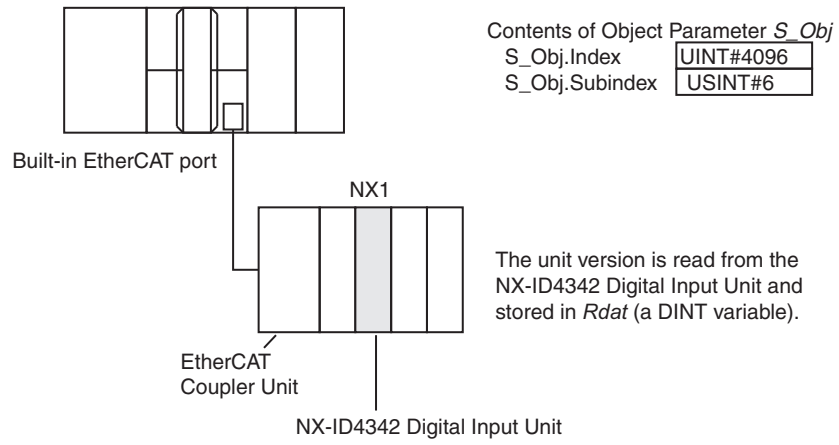 Contents of Object Parameter S_Obj
S_Obj.Index UINT#4096
S_Obj.Subindex USINT#6
Built-in EtherCAT port
NX1
The unit version is read from the
NX-ID4342 Digital Input Unit and
stored in Rdat (a DINT variable).
EtherCAT
Coupler Unit
NX-ID4342 Digital Input Unit